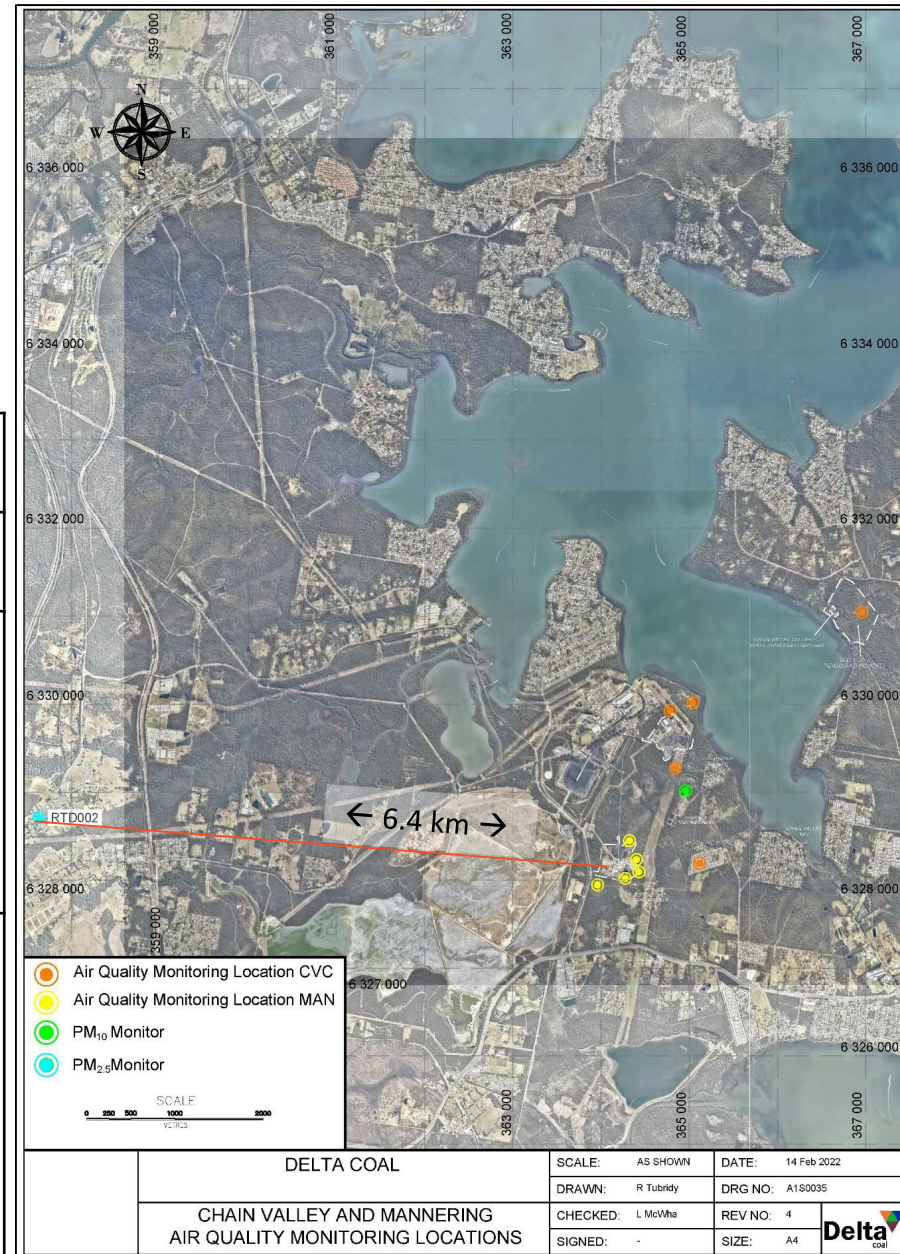 359 000
361 000
363 000
365 000
367 000
N
W E
S
6 336 000
6 336 000
6 334 000
6 334 000
6 332 000
6 332 000
6 330 000
6 330 000
RTD002
← 6.4 km →
6 328 000
6 328 000
359 000
6 327 000
6 326 000
363 000
365 000
367 000
Air Quality Monitoring Location CVC
Air Quality Monitoring Location MAN
PM₁₀ Monitor
PM₂.₅Monitor
SCALE
0 250 500 1000 2000
METRES
DELTA COAL
CHAIN VALLEY AND MANNERING
AIR QUALITY MONITORING LOCATIONS
SCALE: AS SHOWN
DATE: 14 Feb 2022
DRAWN: R Tubridy
DRG NO: A1S0035
CHECKED: L McWha
REV NO: 4
SIGNED: -
SIZE: A4
Delta
coal